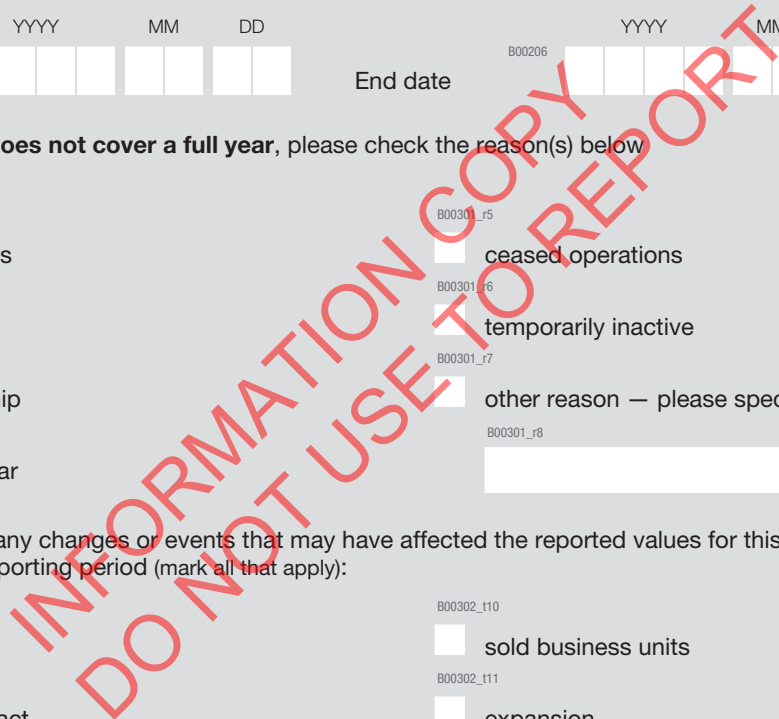 YYYY MM DD YYYY MM
B00206
End date
oes not cover a full year, please check the reason(s) below
B00301_r5
s ceased operations
B00301_r6
temporarily inactive
B00301_r7
ip other reason — please spec
B00301_r8
ar
any changes or events that may have affected the reported values for this
porting period (mark all that apply):
B00302_t10
sold business units
B00302_t11
act expansion
INFORMATION COPY
DO NOT USE TO REPORT